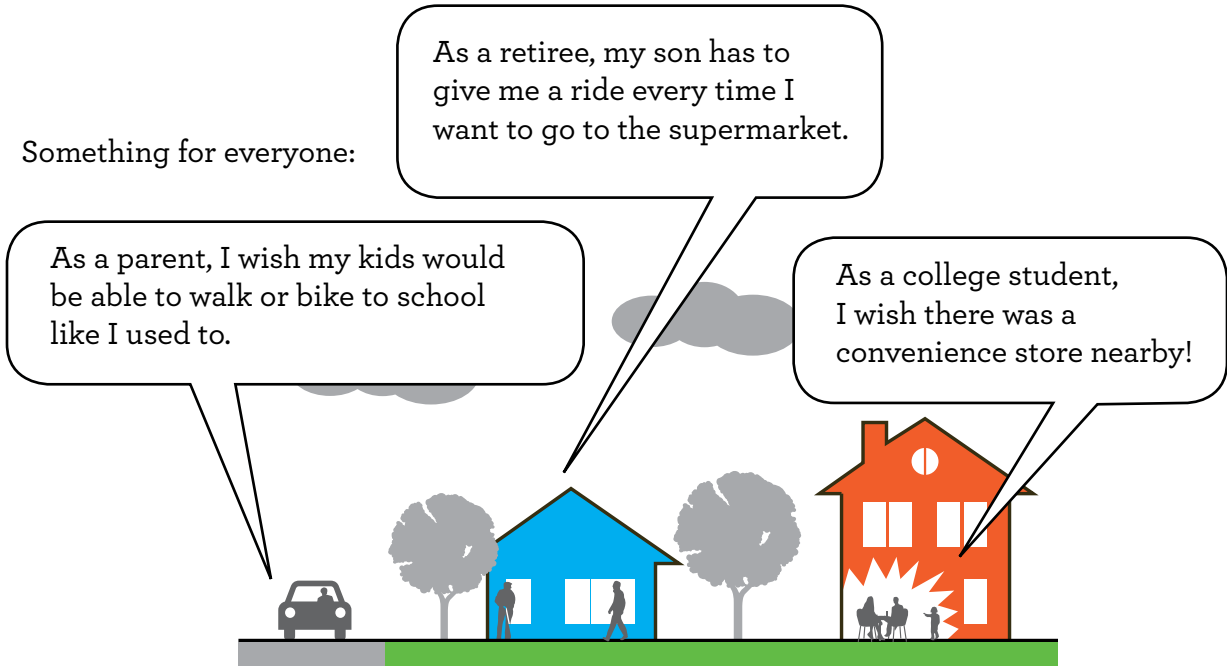 Something for everyone:
As a parent, I wish my kids would
be able to walk or bike to school
like I used to.
As a retiree, my son has to
give me a ride every time I
want to go to the supermarket.
As a college student,
I wish there was a
convenience store nearby!